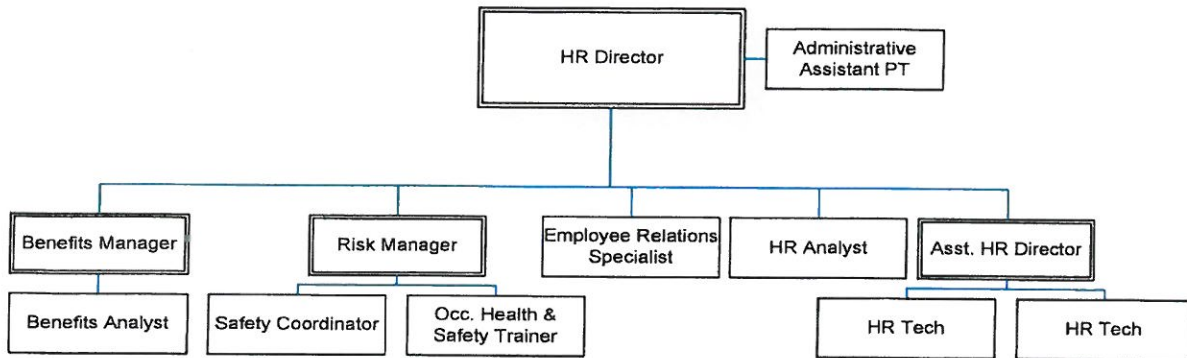 HR Director
Administrative
Assistant PT
Benefits Manager
Risk Manager
Employee Relations
Specialist
HR Analyst
Asst. HR Director
Benefits Analyst
Safety Coordinator
Occ. Health &
Safety Trainer
HR Tech
HR Tech